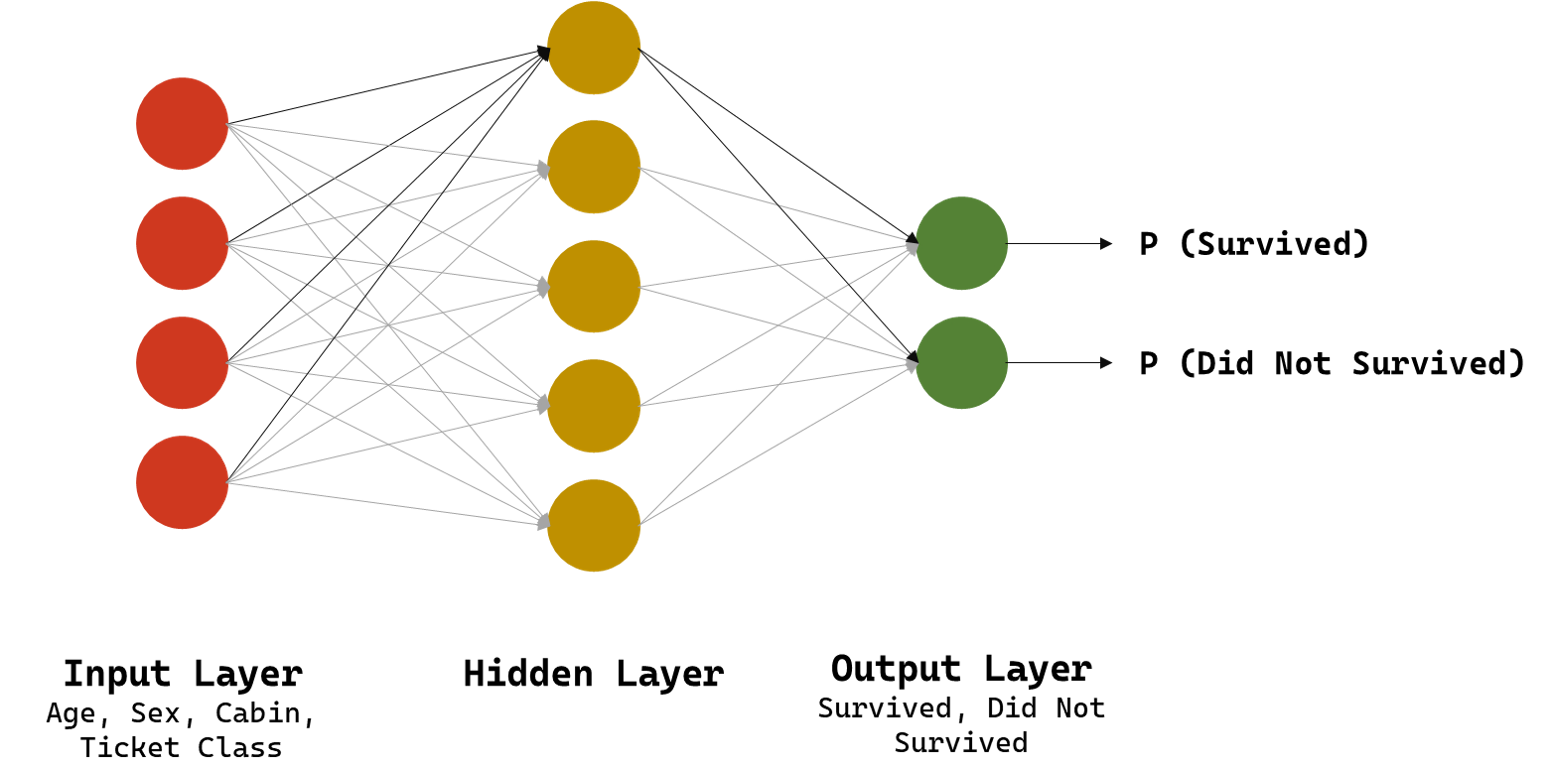 P (Survived)
P (Did Not Survived)
Input Layer
Age, Sex, Cabin,
Ticket Class
Hidden Layer
Output Layer
Survived, Did Not
Survived